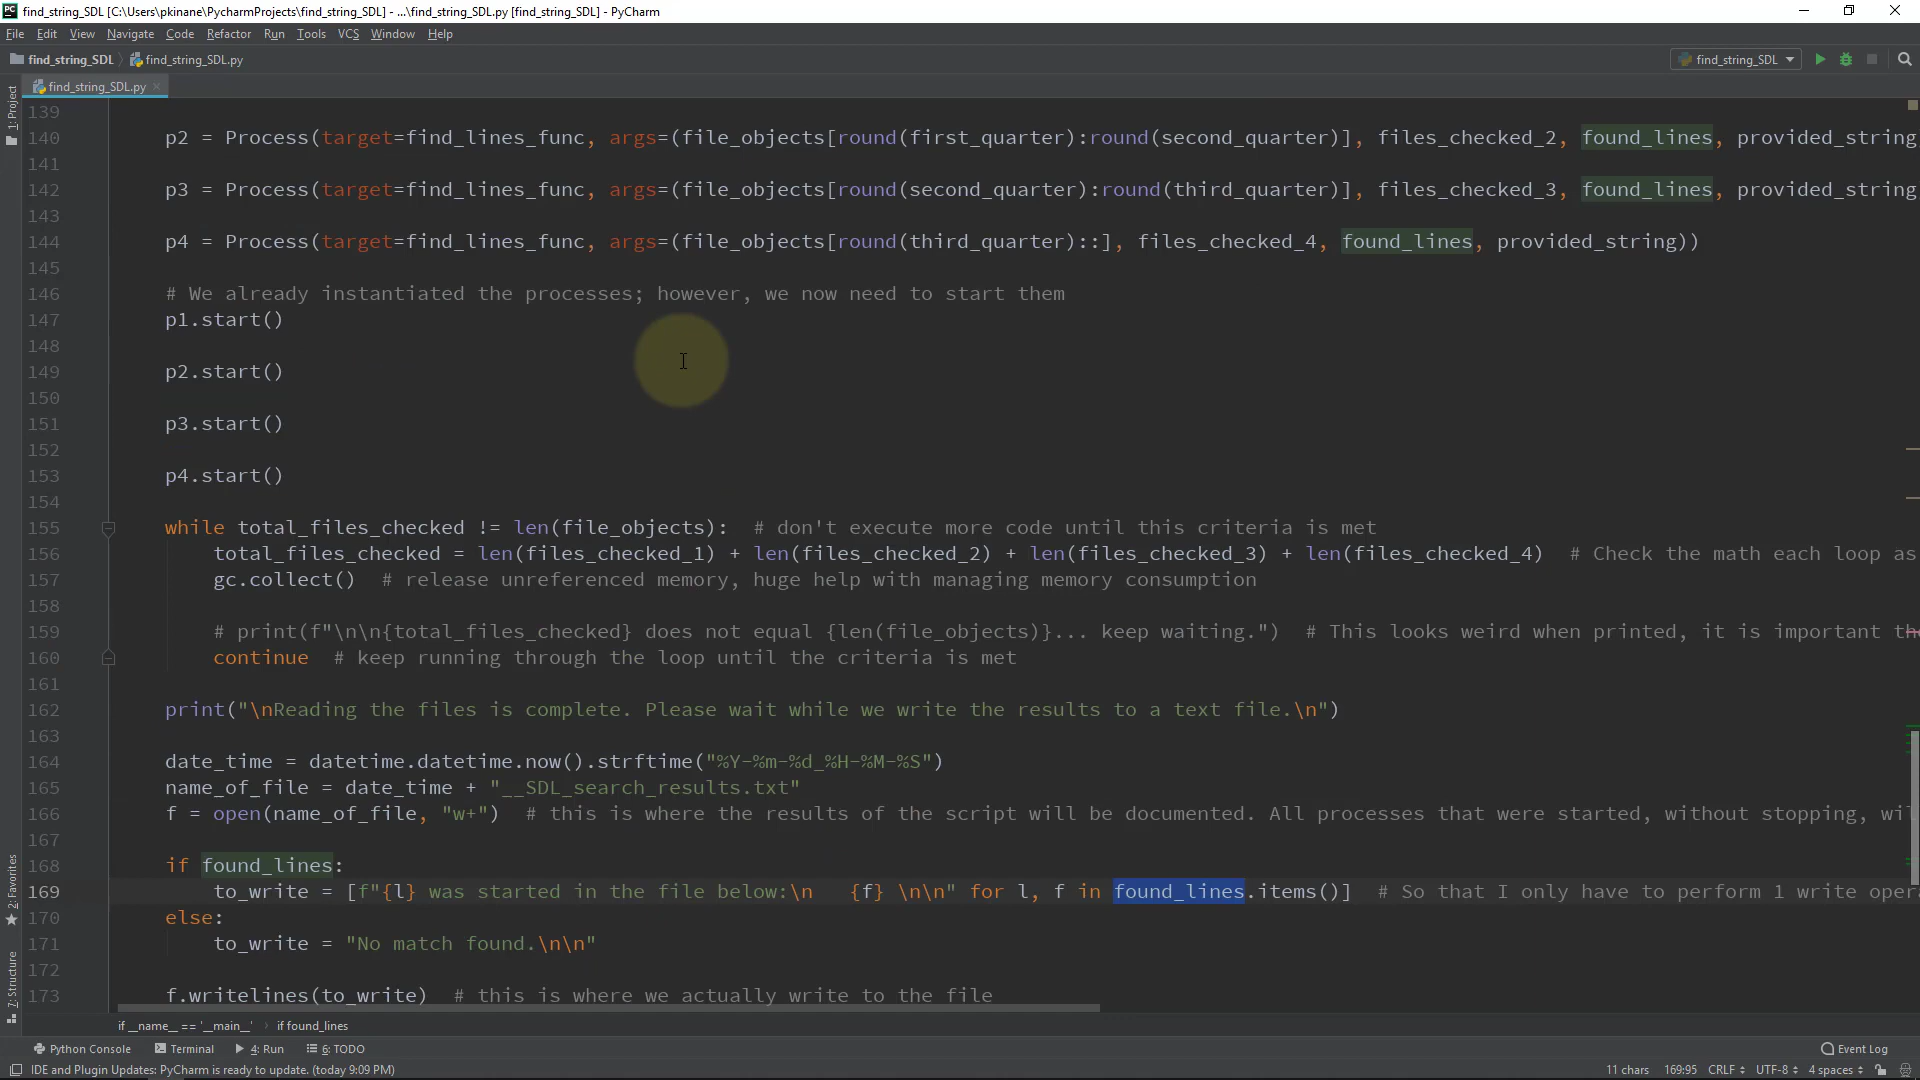 find_string_SDL [C:\Users\pkinane\PycharmProjects\find_string_SDL] - ...\find_string_SDL.py [find_string_SDL] - PyCharm
File Edit View Navigate Code Refactor Run Tools VCS Window Help
find_string_SDL find_string_SDL.py find_string_SDL
find_string_SDL.py
1: Project
139
140 p2 = Process(target=find_lines_func, args=(file_objects[round(first_quarter):round(second_quarter)], files_checked_2, found_lines, provided_string
141
142 p3 = Process(target=find_lines_func, args=(file_objects[round(second_quarter):round(third_quarter)], files_checked_3, found_lines, provided_string
143
144 p4 = Process(target=find_lines_func, args=(file_objects[round(third_quarter)::], files_checked_4, found_lines, provided_string))
145
146 # We already instantiated the processes; however, we now need to start them
147 p1.start()
148
149 p2.start()
150
151 p3.start()
152
153 p4.start()
154
155 while total_files_checked != len(file_objects):  # don't execute more code until this criteria is met
156 total_files_checked = len(files_checked_1) + len(files_checked_2) + len(files_checked_3) + len(files_checked_4)  # Check the math each loop as
157 gc.collect()  # release unreferenced memory, huge help with managing memory consumption
158
159 # print(f"\n\n{total_files_checked} does not equal {len(file_objects)}... keep waiting.")  # This looks weird when printed, it is important th
160 continue  # keep running through the loop until the criteria is met
161
162 print("\nReading the files is complete. Please wait while we write the results to a text file.\n")
163
164 date_time = datetime.datetime.now().strftime("%Y-%m-%d_%H-%M-%S")
165 name_of_file = date_time + "__SDL_search_results.txt"
166 f = open(name_of_file, "w+")  # this is where the results of the script will be documented. All processes that were started, without stopping, wil
167
168 if found_lines:
169 to_write = [f"{l} was started in the file below:\n   {f} \n\n" for l, f in found_lines.items()]  # So that I only have to perform 1 write oper
170 else:
171 to_write = "No match found.\n\n"
172
173 f.writelines(to_write)  # this is where we actually write to the file
2: Favorites
7: Structure
if __name__ == '__main__' if found_lines
Python Console Terminal 4: Run 6: TODO Event Log
IDE and Plugin Updates: PyCharm is ready to update. (today 9:09 PM) 11 chars 169:95 CRLF UTF-8 4 spaces